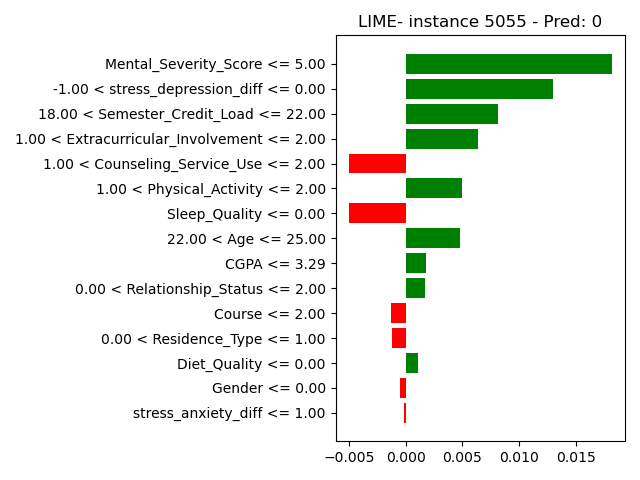 LIME- instance 5055 - Pred: 0
Mental_Severity_Score <= 5.00
-1.00 < stress_depression_diff <= 0.00
18.00 < Semester_Credit_Load <= 22.00
1.00 < Extracurricular_Involvement <= 2.00
1.00 < Counseling_Service_Use <= 2.00
1.00 < Physical_Activity <= 2.00
Sleep_Quality <= 0.00
22.00 < Age <= 25.00
CGPA <= 3.29
0.00 < Relationship_Status <= 2.00
Course <= 2.00
0.00 < Residence_Type <= 1.00
Diet_Quality <= 0.00
Gender <= 0.00
stress_anxiety_diff <= 1.00
−0.005 0.000 0.005 0.010 0.015